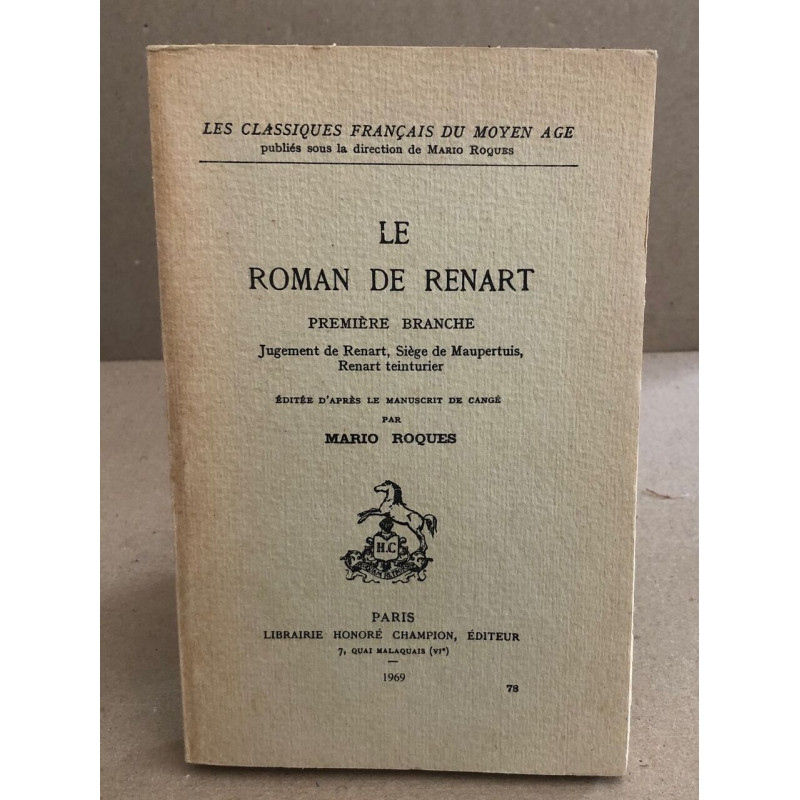 LES CLASSIQUES FRANÇAIS DU MOYEN AGE
publiés sous la direction de MARIO ROQUES
LE
ROMAN DE RENART
PREMIÈRE BRANCHE
Jugement de Renart, Siège de Maupertuis,
Renart teinturier
ÉDITÉE D'APRÈS LE MANUSCRIT DE CANGÉ
PAR
MARIO ROQUES
H.C
PARIS
LIBRAIRIE HONORÉ CHAMPION, ÉDITEUR
7, QUAI MALAQUAIS (VIe)
1969
78